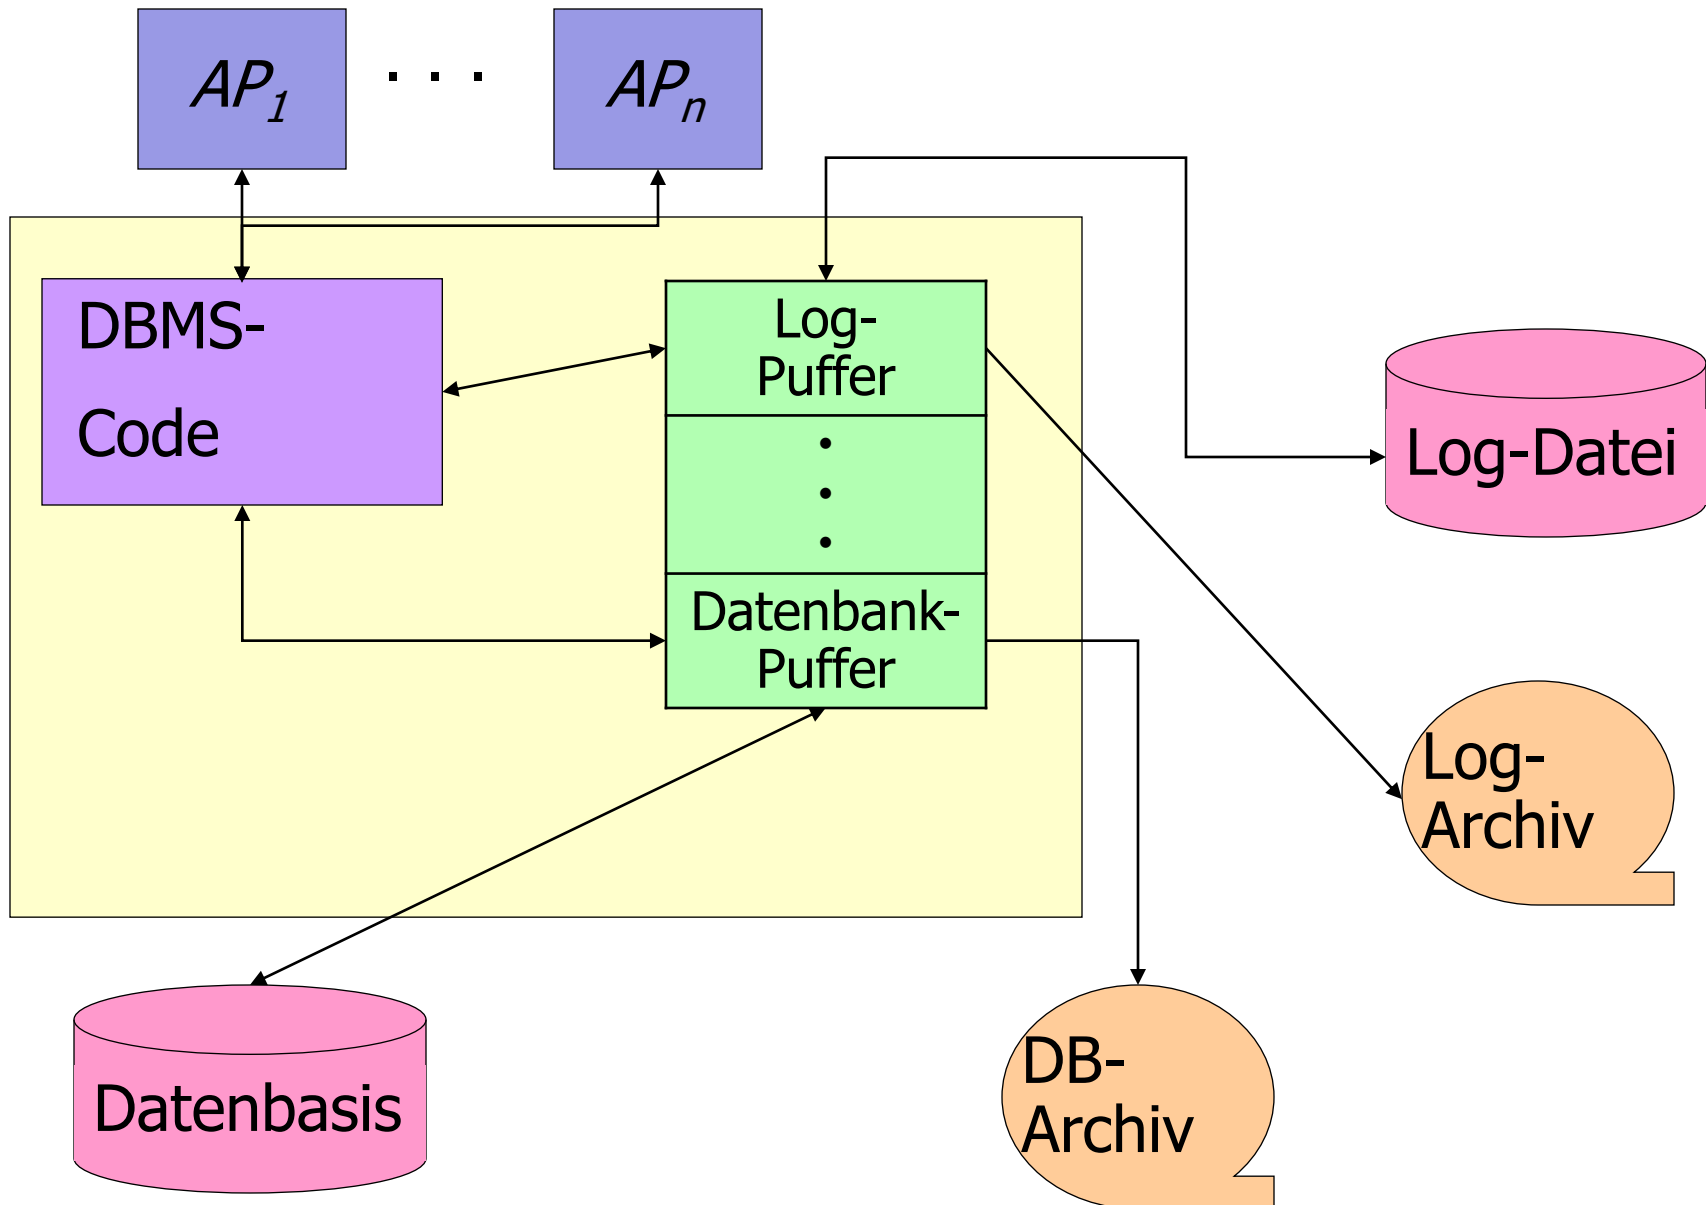 AP1 . . . APn
DBMS-
Code
Log-
Puffer
•
•
•
Datenbank-
Puffer
Log-Datei
Log-
Archiv
Datenbasis
DB-
Archiv